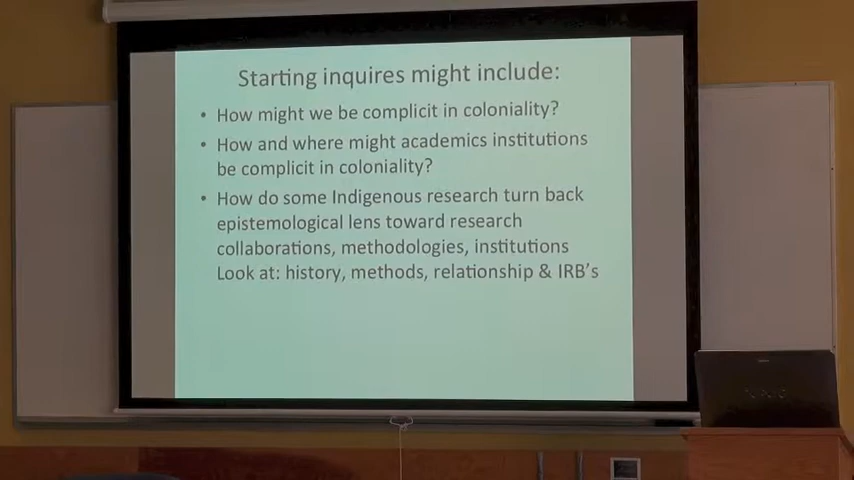 Starting inquires might include:
• How might we be complicit in coloniality?
• How and where might academics institutions
be complicit in coloniality?
• How do some Indigenous research turn back
epistemological lens toward research
collaborations, methodologies, institutions
Look at: history, methods, relationship & IRB's
VAIO